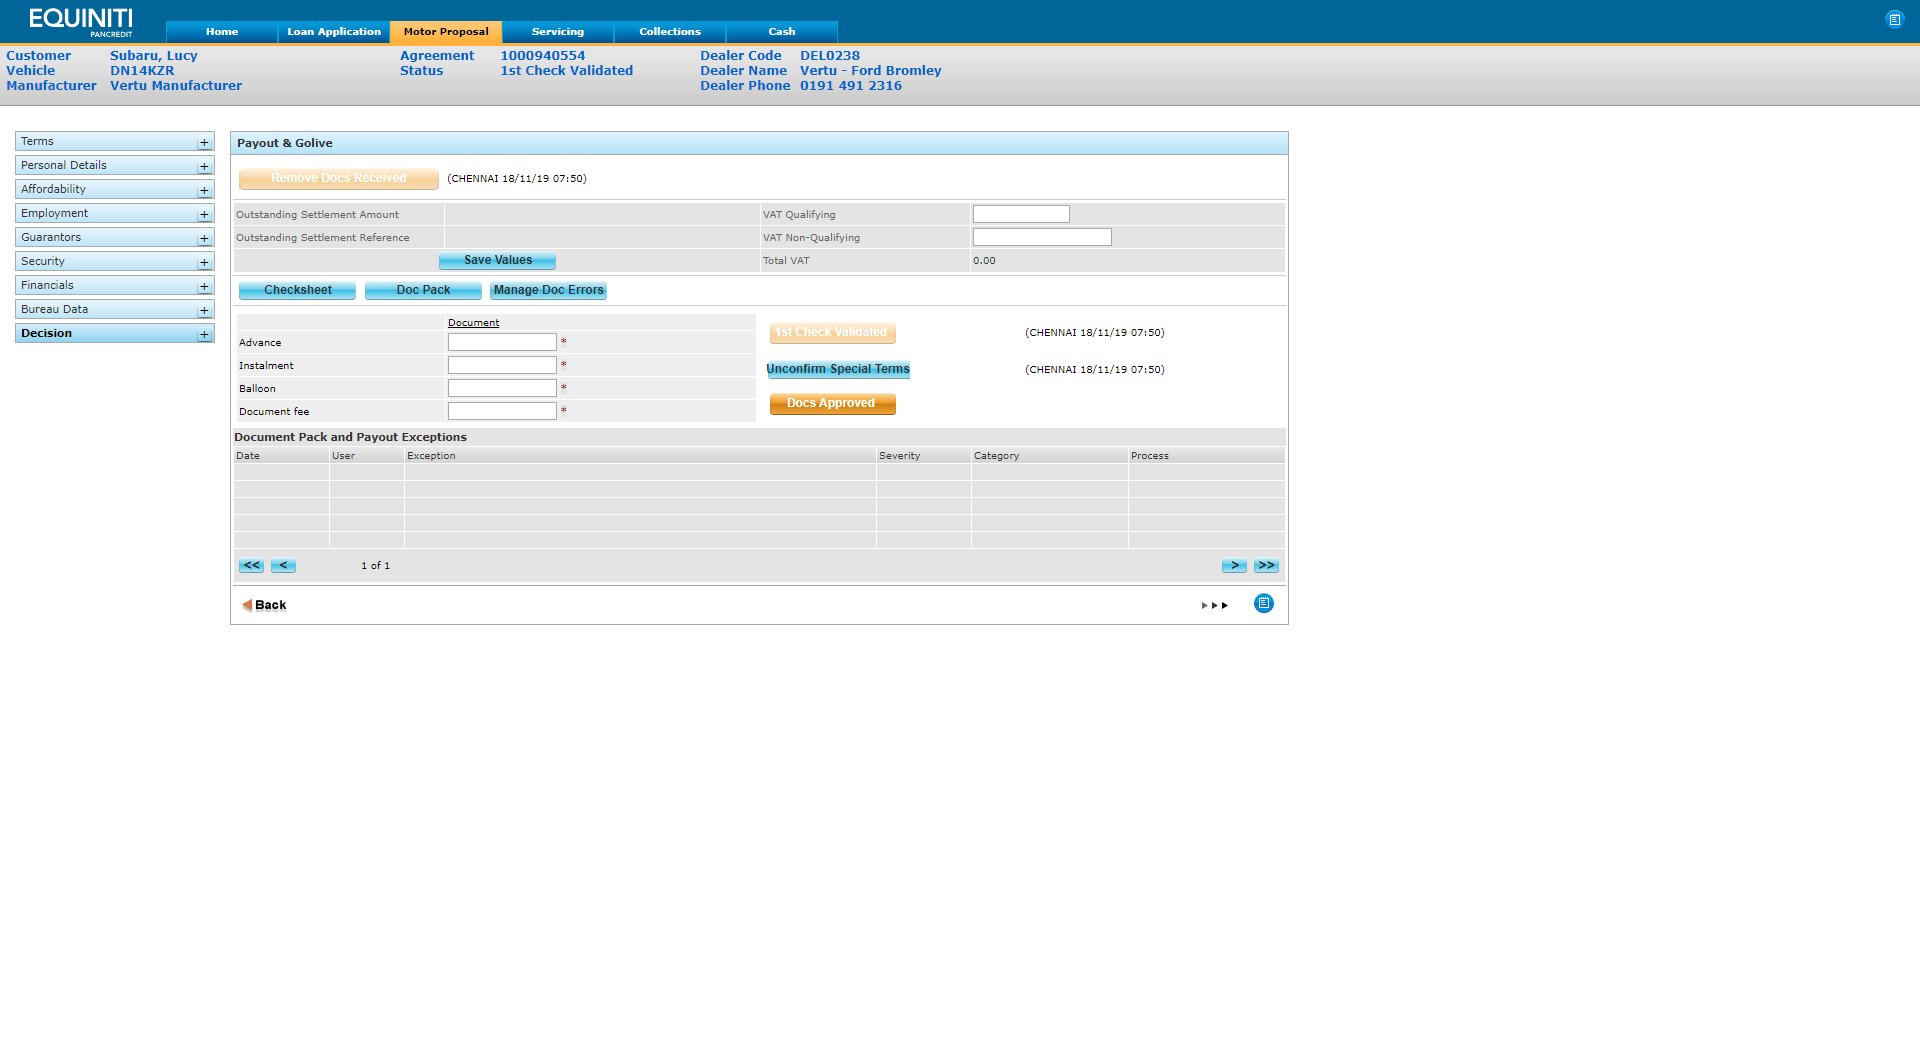 EQUINITI
PANCREDIT
Home Loan Application Motor Proposal Servicing Collections Cash
Customer Subaru, Lucy Agreement 1000940554 Dealer Code DEL0238
Vehicle DN14KZR Status 1st Check Validated Dealer Name Vertu - Ford Bromley
Manufacturer Vertu Manufacturer Dealer Phone 0191 491 2316
Terms +
Personal Details +
Affordability +
Employment +
Guarantors +
Security +
Financials +
Bureau Data +
Decision +
Payout & Golive
Remove Docs Received (CHENNAI 18/11/19 07:50)
Outstanding Settlement Amount VAT Qualifying
Outstanding Settlement Reference VAT Non-Qualifying
Save Values Total VAT 0.00
Checksheet Doc Pack Manage Doc Errors
Document
Advance *
Instalment *
Balloon *
Document fee *
1st Check Validated (CHENNAI 18/11/19 07:50)
Unconfirm Special Terms (CHENNAI 18/11/19 07:50)
Docs Approved
Document Pack and Payout Exceptions
Date User Exception Severity Category Process
<< < 1 of 1 > >>
Back